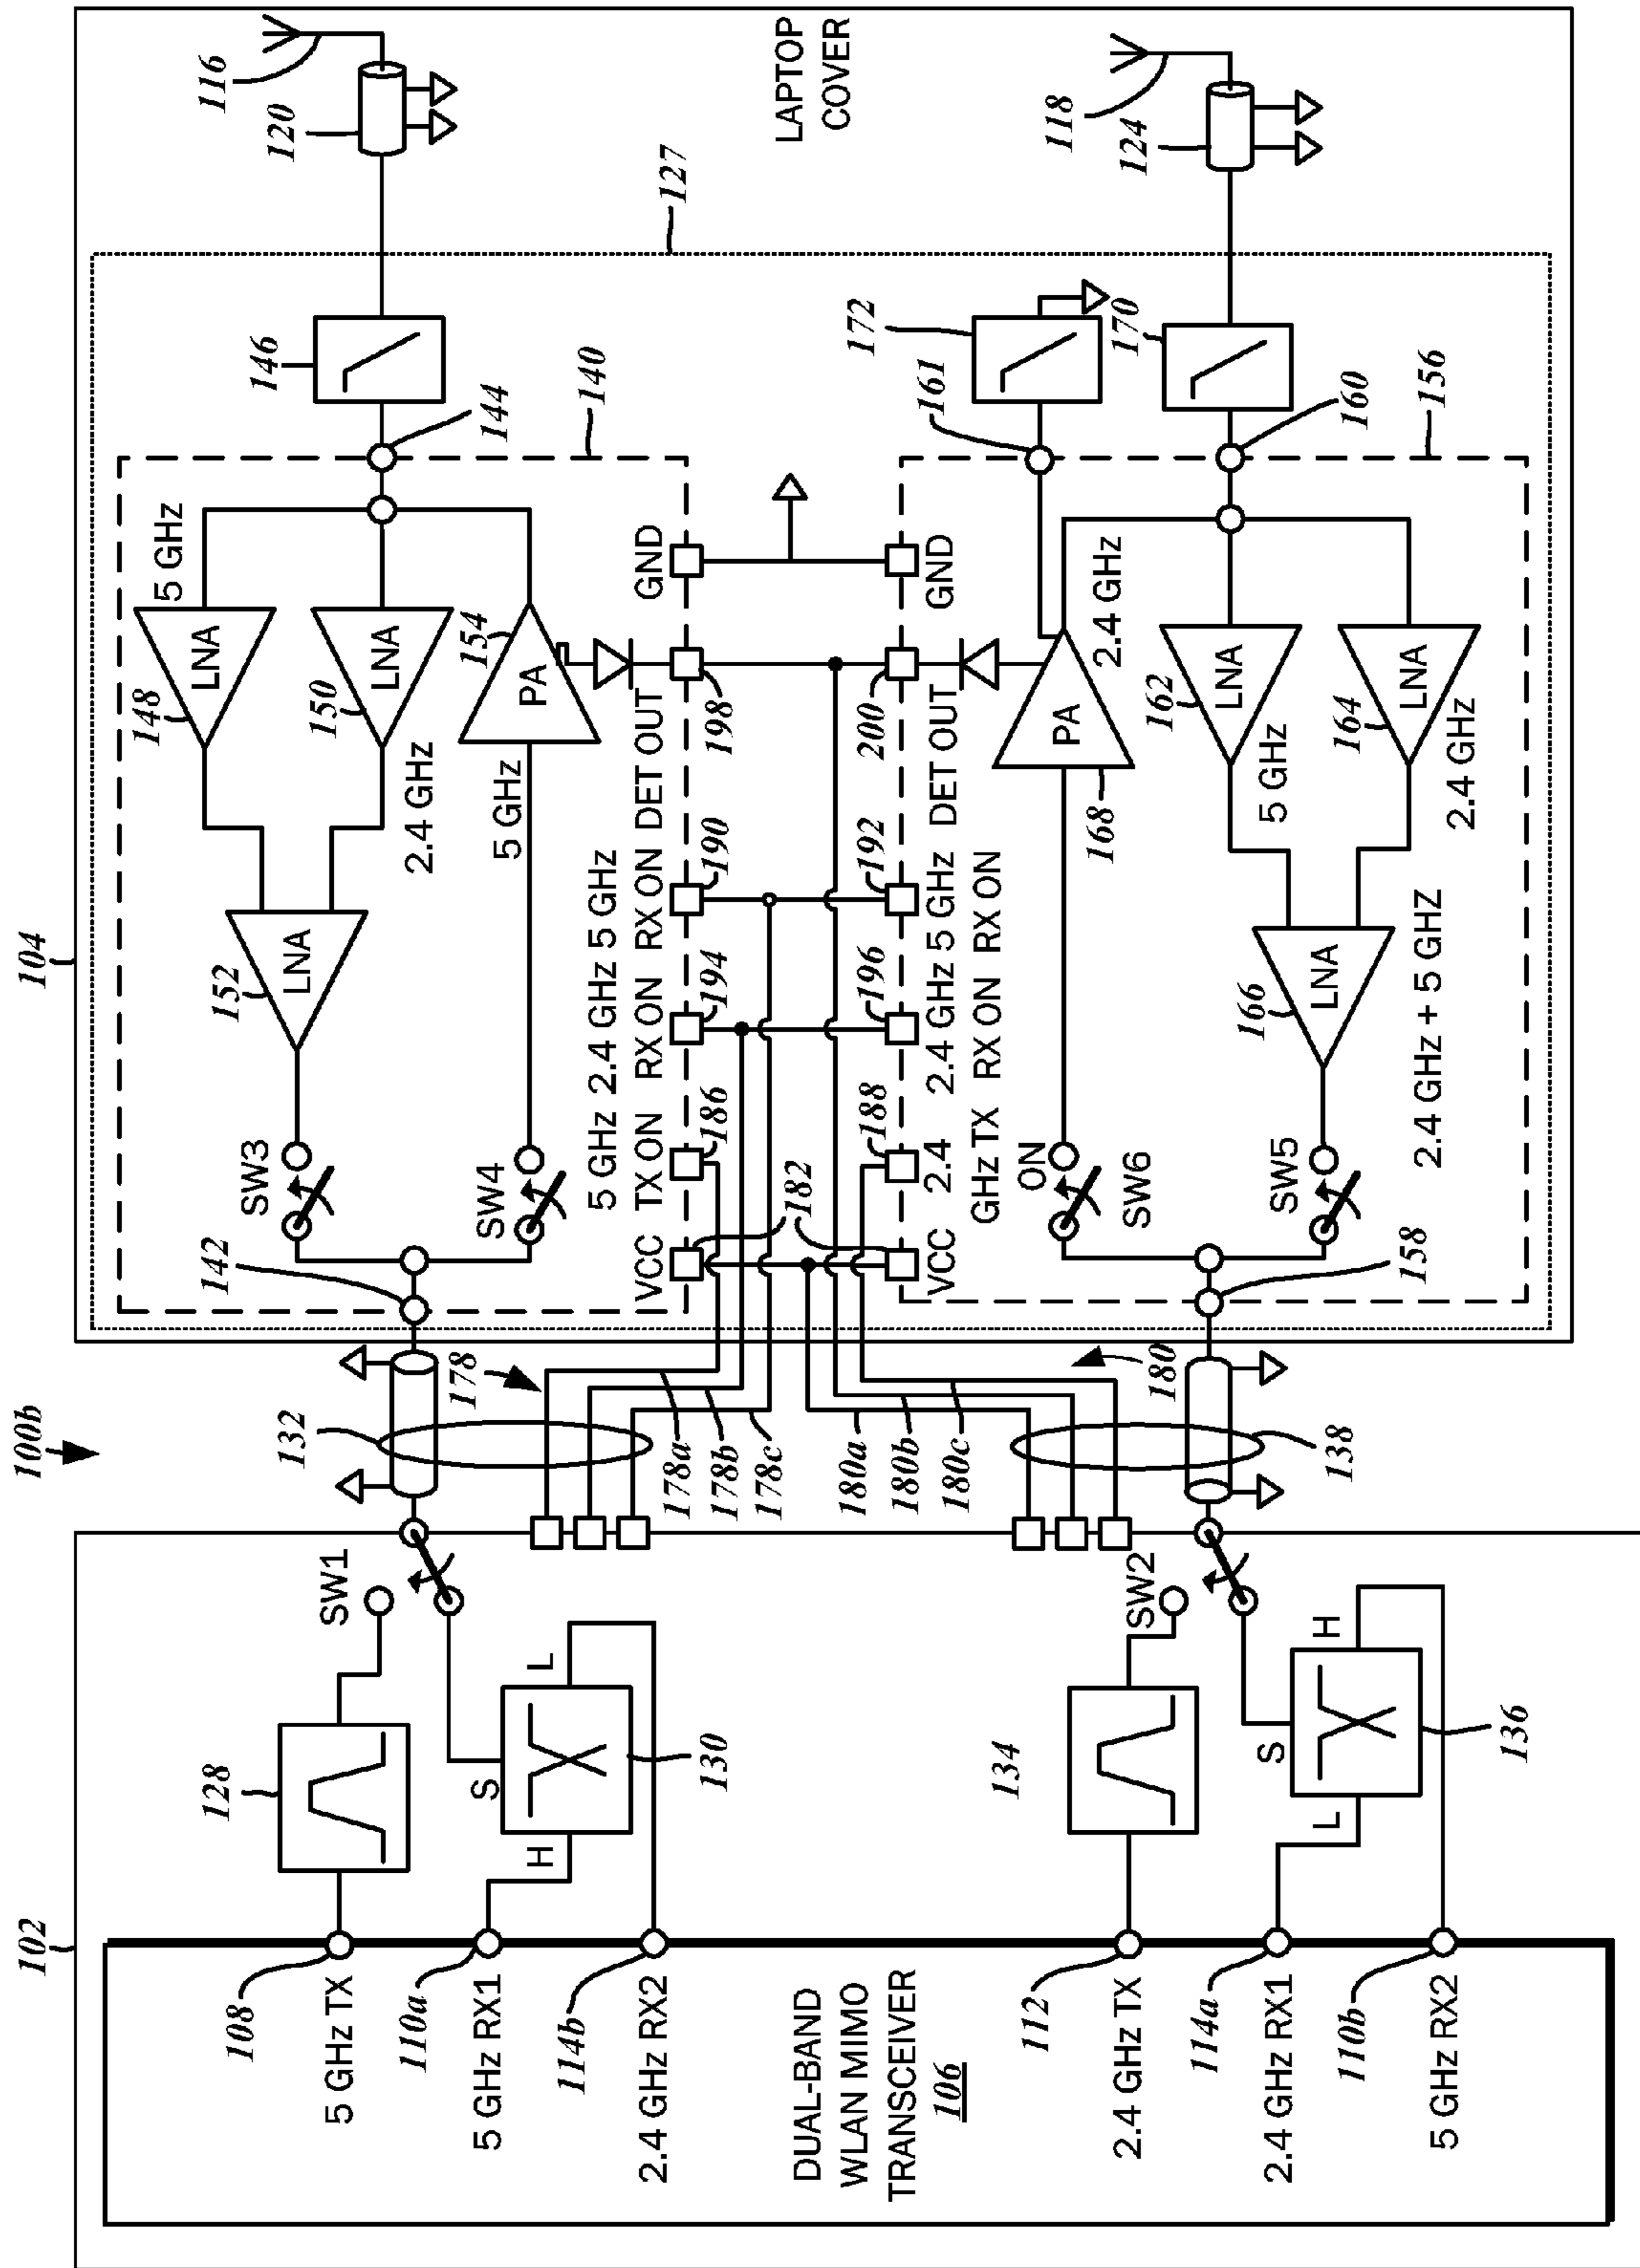 100b
102
104
116
120
LAPTOP
COVER
118
124
127
146
144
140
172
161
170
160
156
5 GHz
LNA
148
LNA
150
2.4 GHz
LNA
152
154
PA
5 GHz
SW3
SW4
142
GND
DET OUT
5 GHz
RX ON
2.4 GHz
RX ON
5 GHz
TX ON
VCC
198
190
194
186
182
200
192
196
188
GND
DET OUT
5 GHz
RX ON
2.4 GHz
RX ON
2.4
GHz TX
ON
VCC
2.4 GHz
PA
168
LNA
162
5 GHz
LNA
164
2.4 GHz
LNA
166
2.4 GHz + 5 GHZ
SW6
SW5
158
132
178
178a
178b
178c
180
180a
180b
180c
138
SW1
128
S
H
L
130
SW2
134
S
L
H
136
108
5 GHz TX
110a
5 GHz RX1
114b
2.4 GHz RX2
DUAL-BAND
WLAN MIMO
TRANSCEIVER
106
112
2.4 GHz TX
114a
2.4 GHz RX1
110b
5 GHz RX2